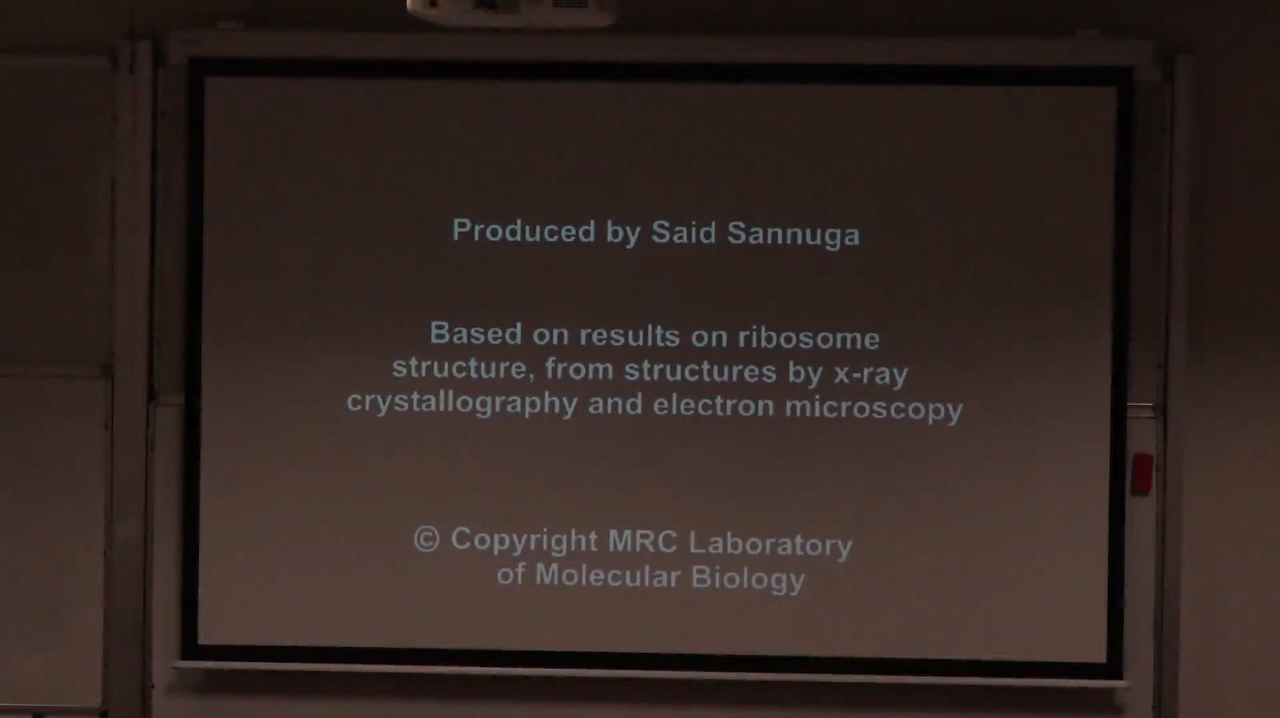 Produced by Said Sannuga
Based on results on ribosome
structure, from structures by x-ray
crystallography and electron microscopy
© Copyright MRC Laboratory
of Molecular Biology